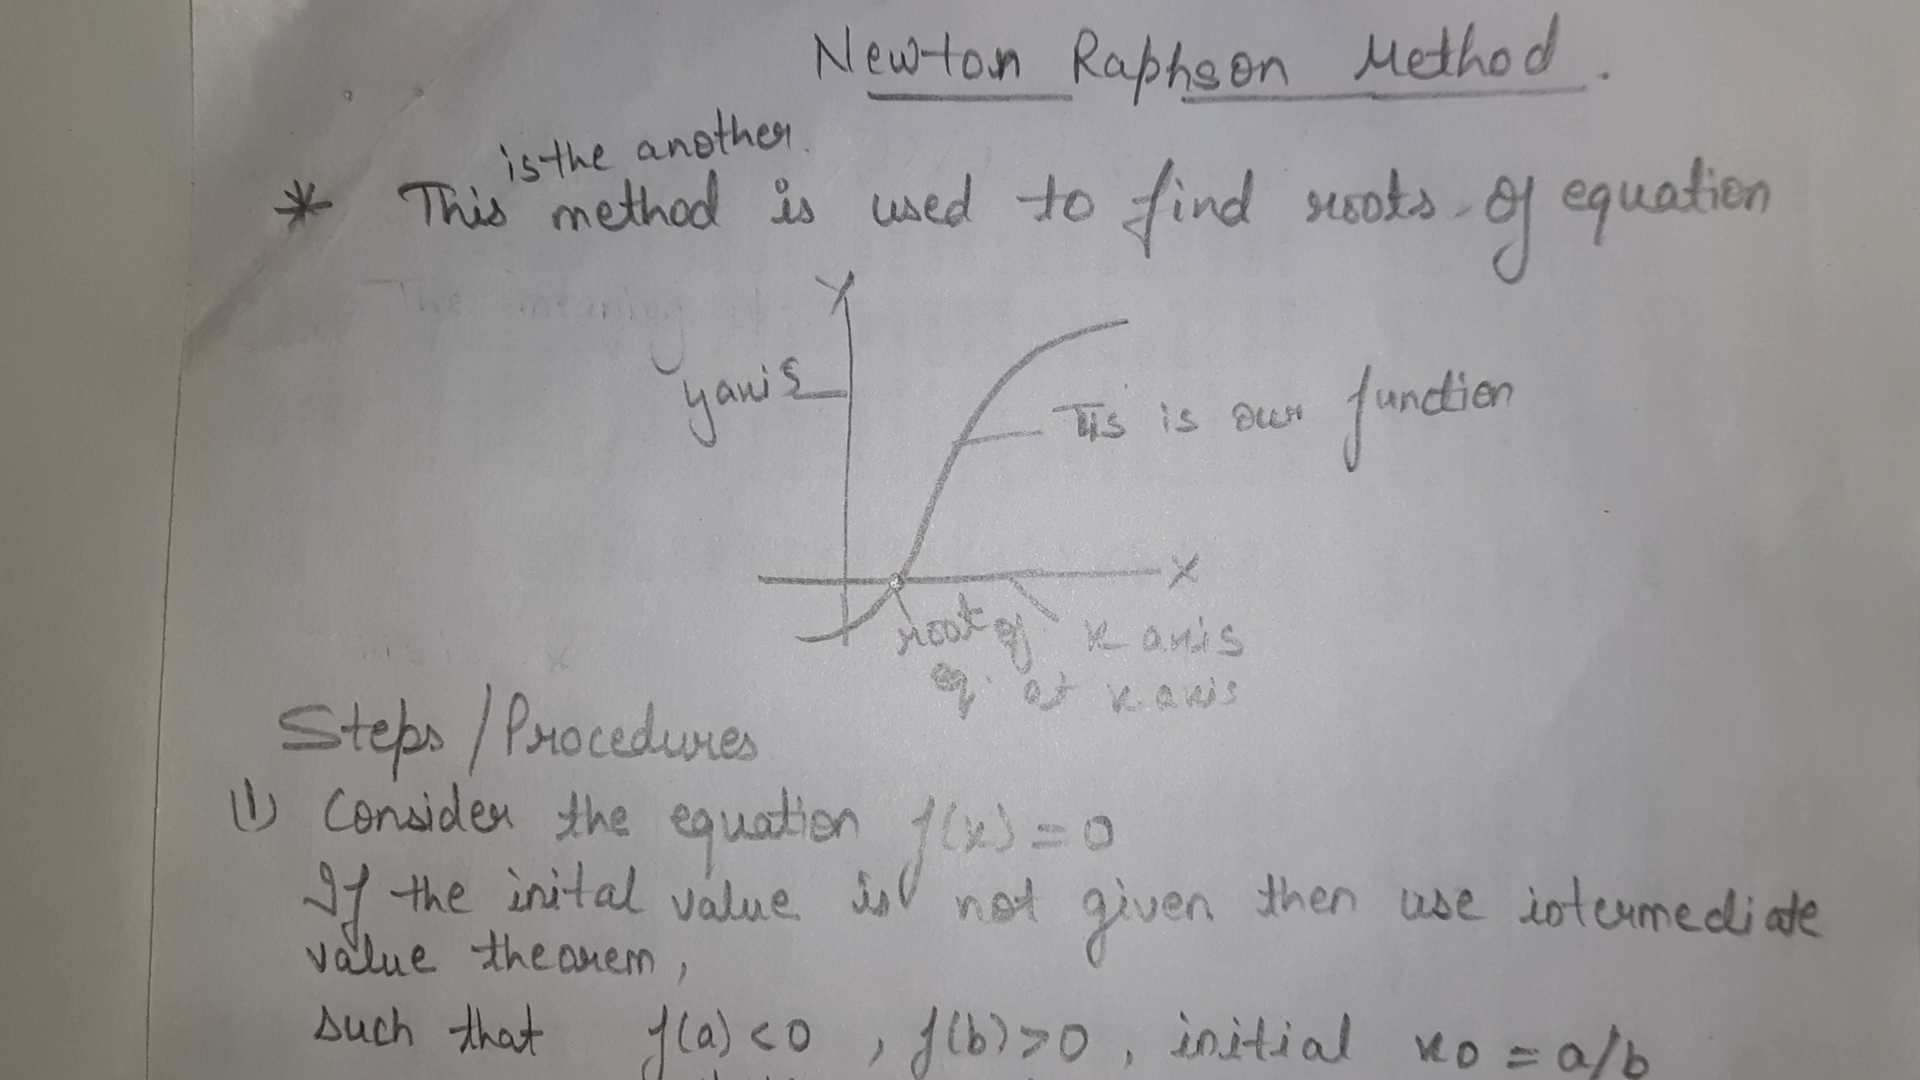 Newton Raphson Method.
is the another.
* This method is used to find roots of equation
The meaning
Y
y axis
This is our function
X
root of
eq. at x axis
x axis
Steps / Procedures
(1) Consider the equation f(x) = 0
If the inital value is not given then use intermediate
value theorem,
such that f(a) < 0 , f(b) > 0 , initial x0 = a/b